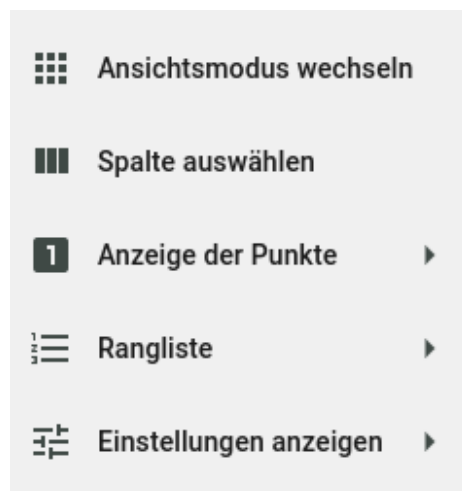 Ansichtsmodus wechseln
Spalte auswählen
1 Anzeige der Punkte
Rangliste
Einstellungen anzeigen